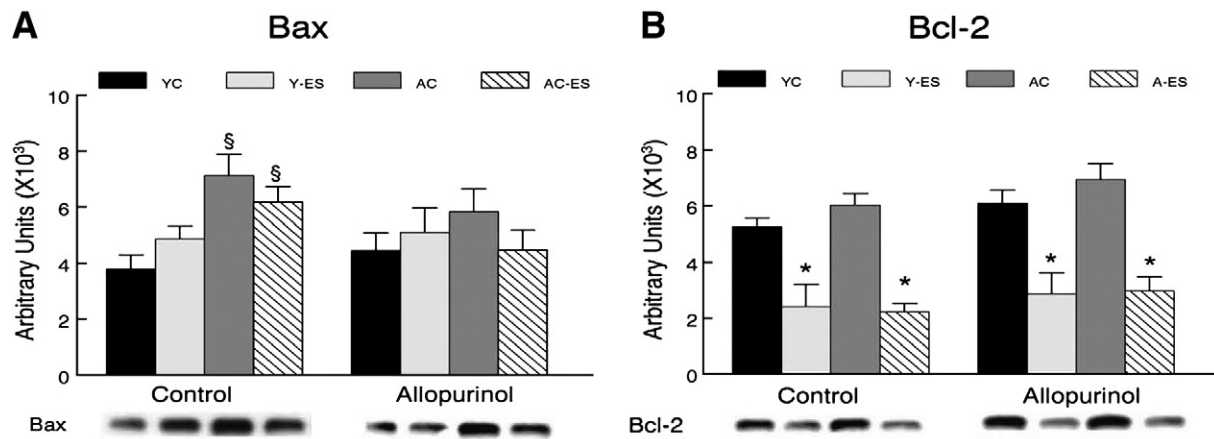 A Bax
YC Y-ES AC AC-ES
10
8
6
4
2
0
Arbitrary Units (X10³)
§ §
Control Allopurinol
Bax
B Bcl-2
YC Y-ES AC A-ES
10
8
6
4
2
0
Arbitrary Units (X10³)
* * * *
Control Allopurinol
Bcl-2